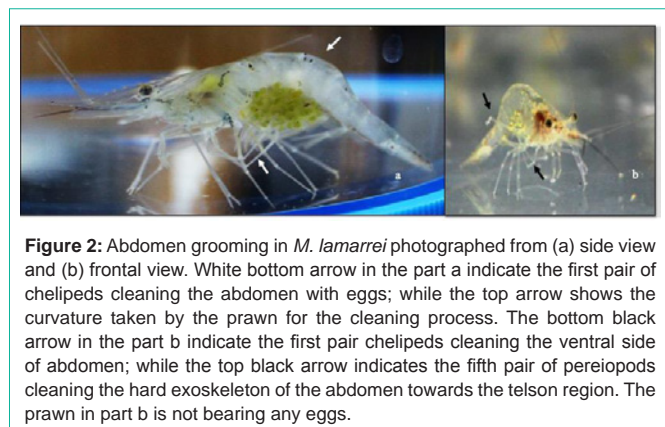 a
b
Figure 2: Abdomen grooming in M. lamarrei photographed from (a) side view
and (b) frontal view. White bottom arrow in the part a indicate the first pair of
chelipeds cleaning the abdomen with eggs; while the top arrow shows the
curvature taken by the prawn for the cleaning process. The bottom black
arrow in the part b indicate the first pair chelipeds cleaning the ventral side
of abdomen; while the top black arrow indicates the fifth pair of pereiopods
cleaning the hard exoskeleton of the abdomen towards the telson region. The
prawn in part b is not bearing any eggs.